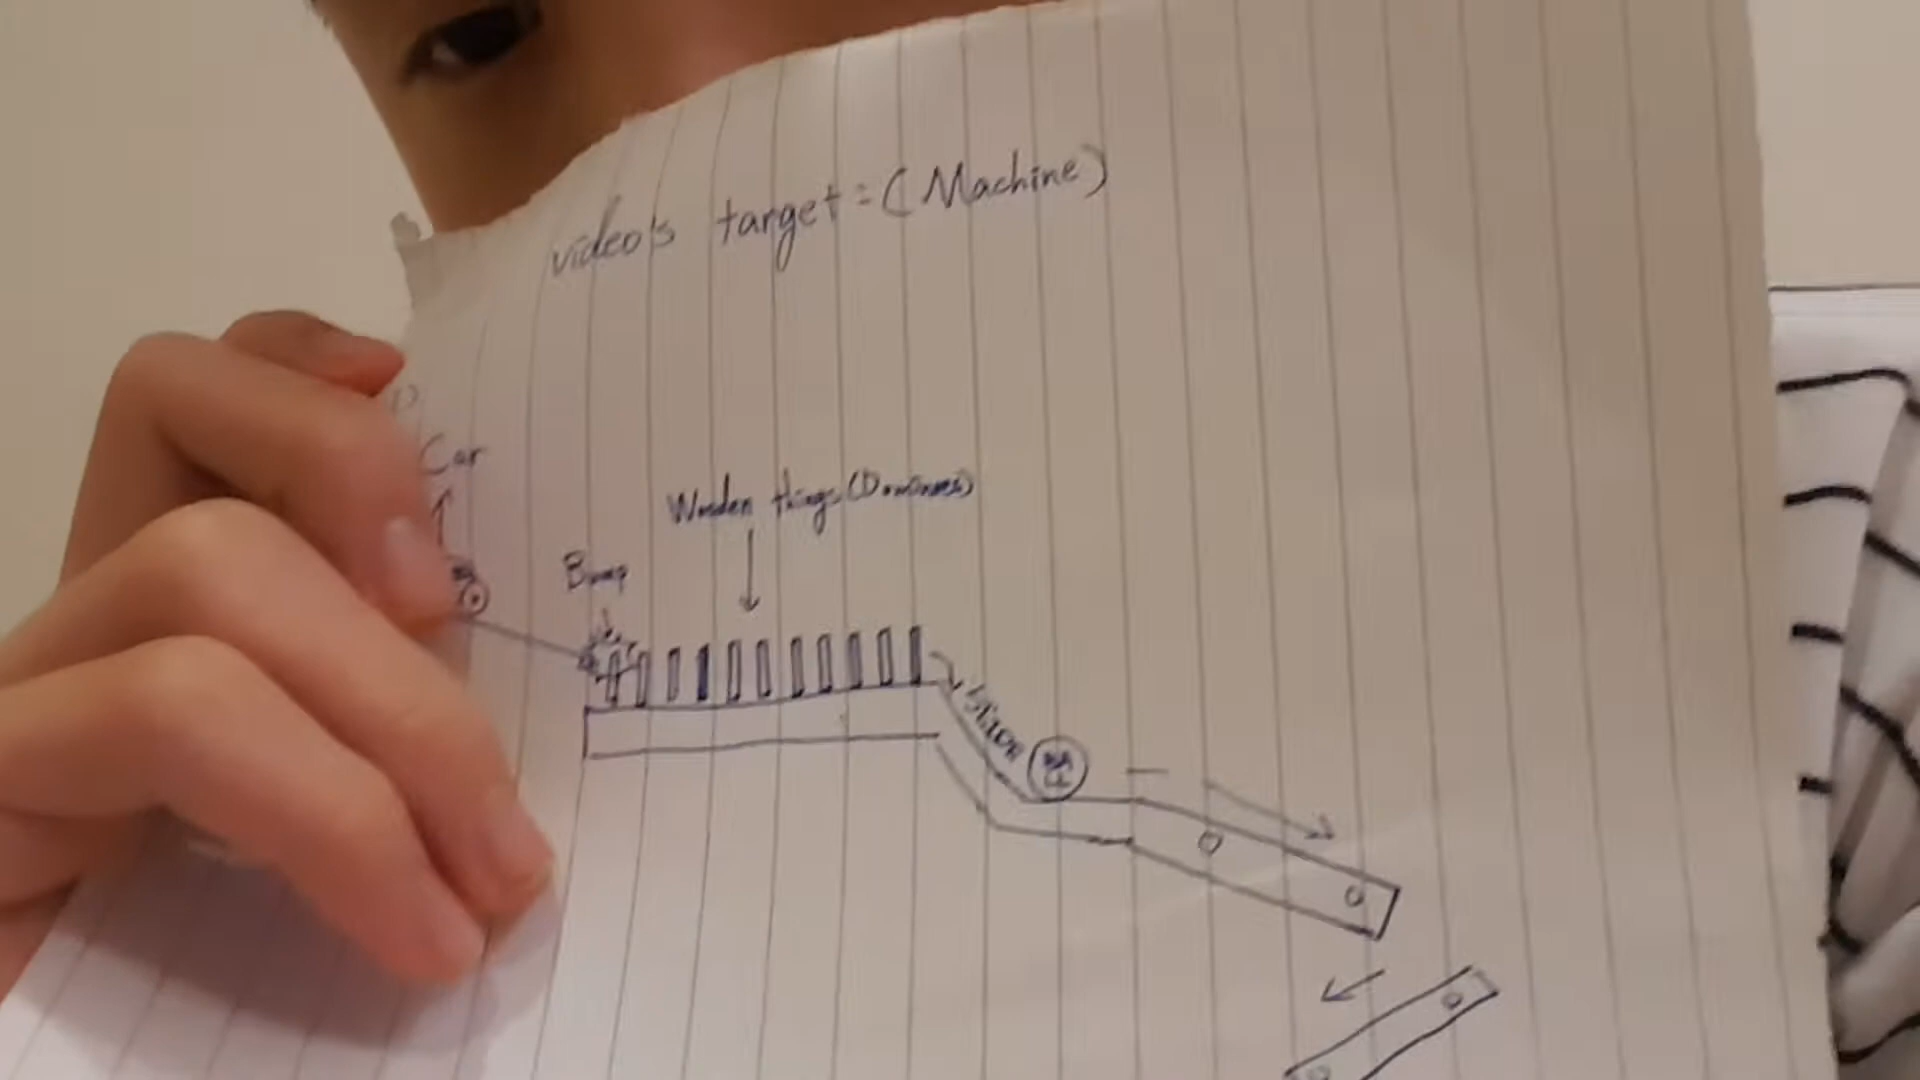 video's target = (Machine)
Car
Wooden things (Dominoes)
Bump